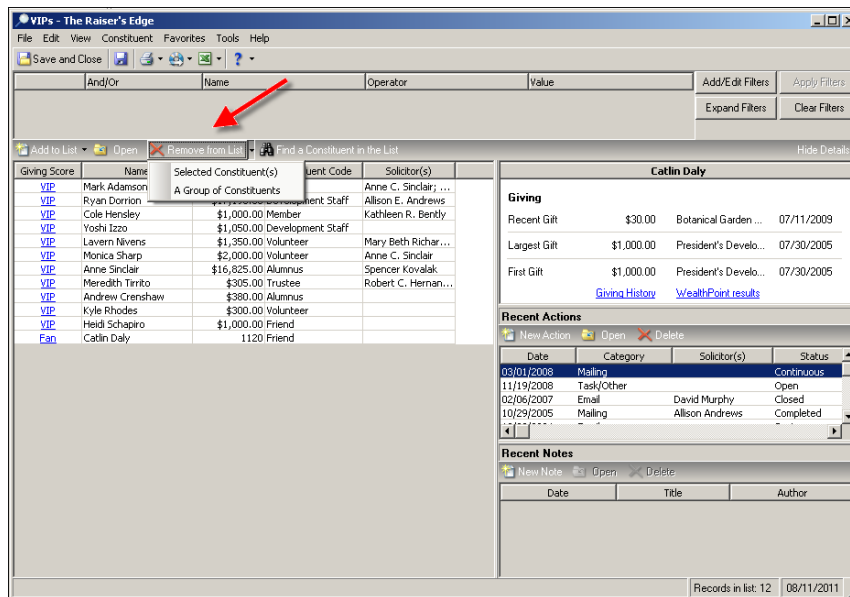 VIPs - The Raiser's Edge
File Edit View Constituent Favorites Tools Help
Save and Close ?
And/Or Name Operator Value Add/Edit Filters Apply Filters
Expand Filters Clear Filters
Add to List Open Remove from List Find a Constituent in the List Hide Details
Giving Score Name uent Code Solicitor(s) Catlin Daly
Selected Constituent(s)
A Group of Constituents
VIP Mark Adamson Anne C. Sinclair; ...
VIP Ryan Dorrion Development Staff Allison E. Andrews
VIP Cole Hensley $1,000.00 Member Kathleen R. Bently
VIP Yoshi Izzo $1,050.00 Development Staff
VIP Lavern Nivens $1,350.00 Volunteer Mary Beth Richar...
VIP Monica Sharp $2,000.00 Volunteer Anne C. Sinclair
VIP Anne Sinclair $16,825.00 Alumnus Spencer Kovalak
VIP Meredith Tirrito $305.00 Trustee Robert C. Hernan...
VIP Andrew Crenshaw $380.00 Alumnus
VIP Kyle Rhodes $300.00 Volunteer
VIP Heidi Schapiro $1,000.00 Friend
Fan Catlin Daly 1120 Friend
Giving
Recent Gift $30.00 Botanical Garden ... 07/11/2009
Largest Gift $1,000.00 President's Develo... 07/30/2005
First Gift $1,000.00 President's Develo... 07/30/2005
Giving History WealthPoint results
Recent Actions
New Action Open Delete
Date Category Solicitor(s) Status
03/01/2008 Mailing Continuous
11/19/2008 Task/Other Open
02/06/2007 Email David Murphy Closed
10/29/2005 Mailing Allison Andrews Completed
Recent Notes
New Note Open Delete
Date Title Author
Records in list: 12 08/11/2011